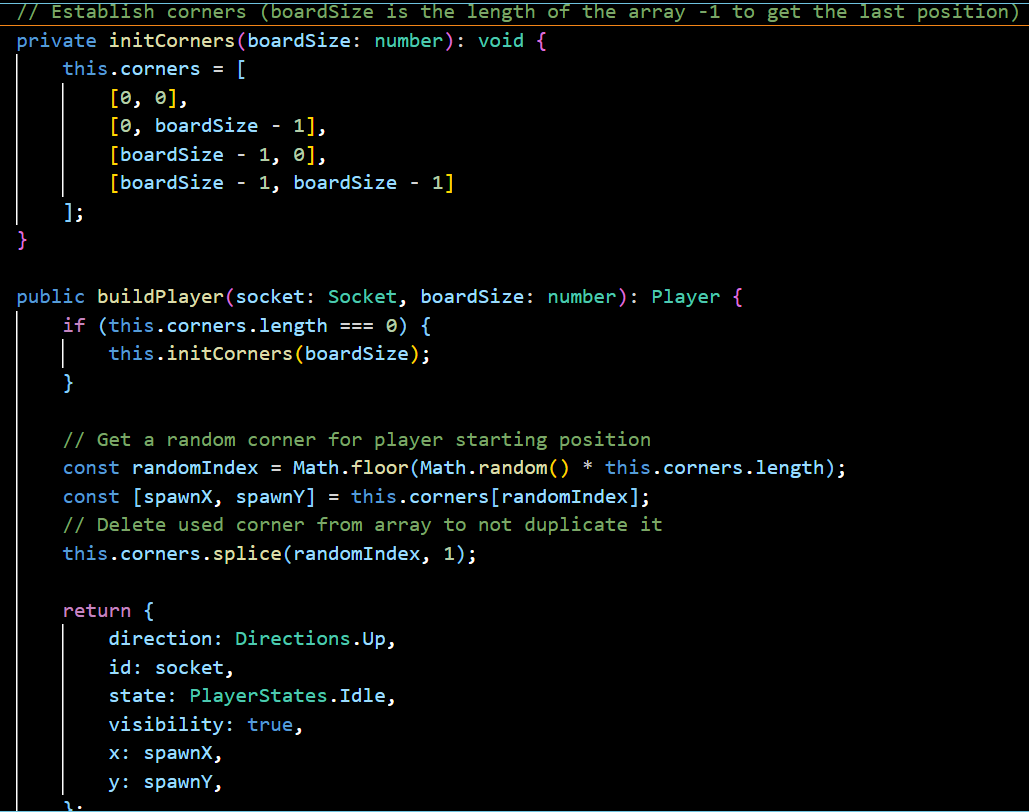 // Establish corners (boardSize is the length of the array -1 to get the last position)
private initCorners(boardSize: number): void {
    this.corners = [
        [0, 0],
        [0, boardSize - 1],
        [boardSize - 1, 0],
        [boardSize - 1, boardSize - 1]
    ];
}

public buildPlayer(socket: Socket, boardSize: number): Player {
    if (this.corners.length === 0) {
        this.initCorners(boardSize);
    }

    // Get a random corner for player starting position
    const randomIndex = Math.floor(Math.random() * this.corners.length);
    const [spawnX, spawnY] = this.corners[randomIndex];
    // Delete used corner from array to not duplicate it
    this.corners.splice(randomIndex, 1);

    return {
        direction: Directions.Up,
        id: socket,
        state: PlayerStates.Idle,
        visibility: true,
        x: spawnX,
        y: spawnY,
    };